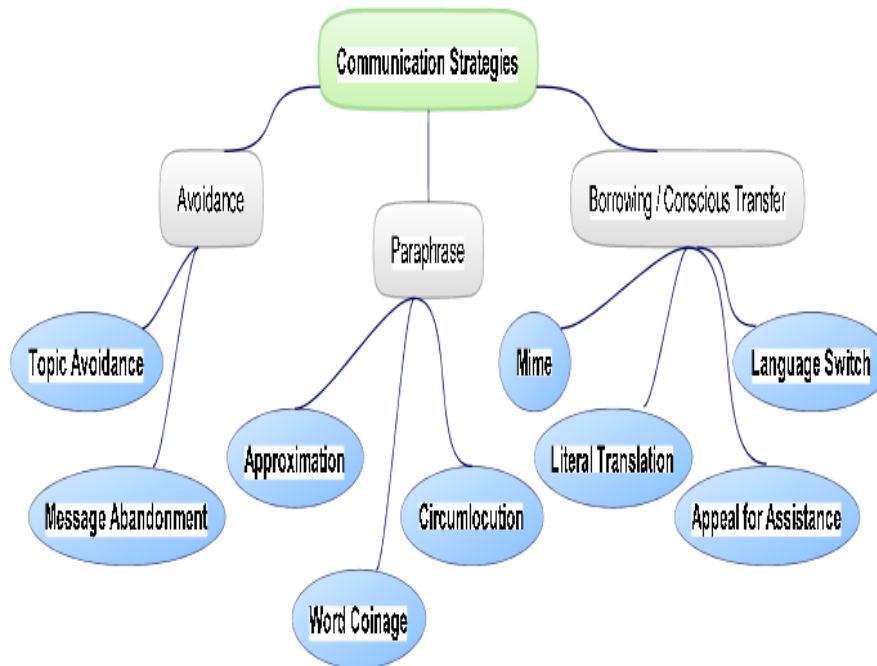 Communication Strategies
Avoidance
Paraphrase
Borrowing / Conscious Transfer
Topic Avoidance
Message Abandonment
Approximation
Word Coinage
Circumlocution
Mime
Literal Translation
Appeal for Assistance
Language Switch